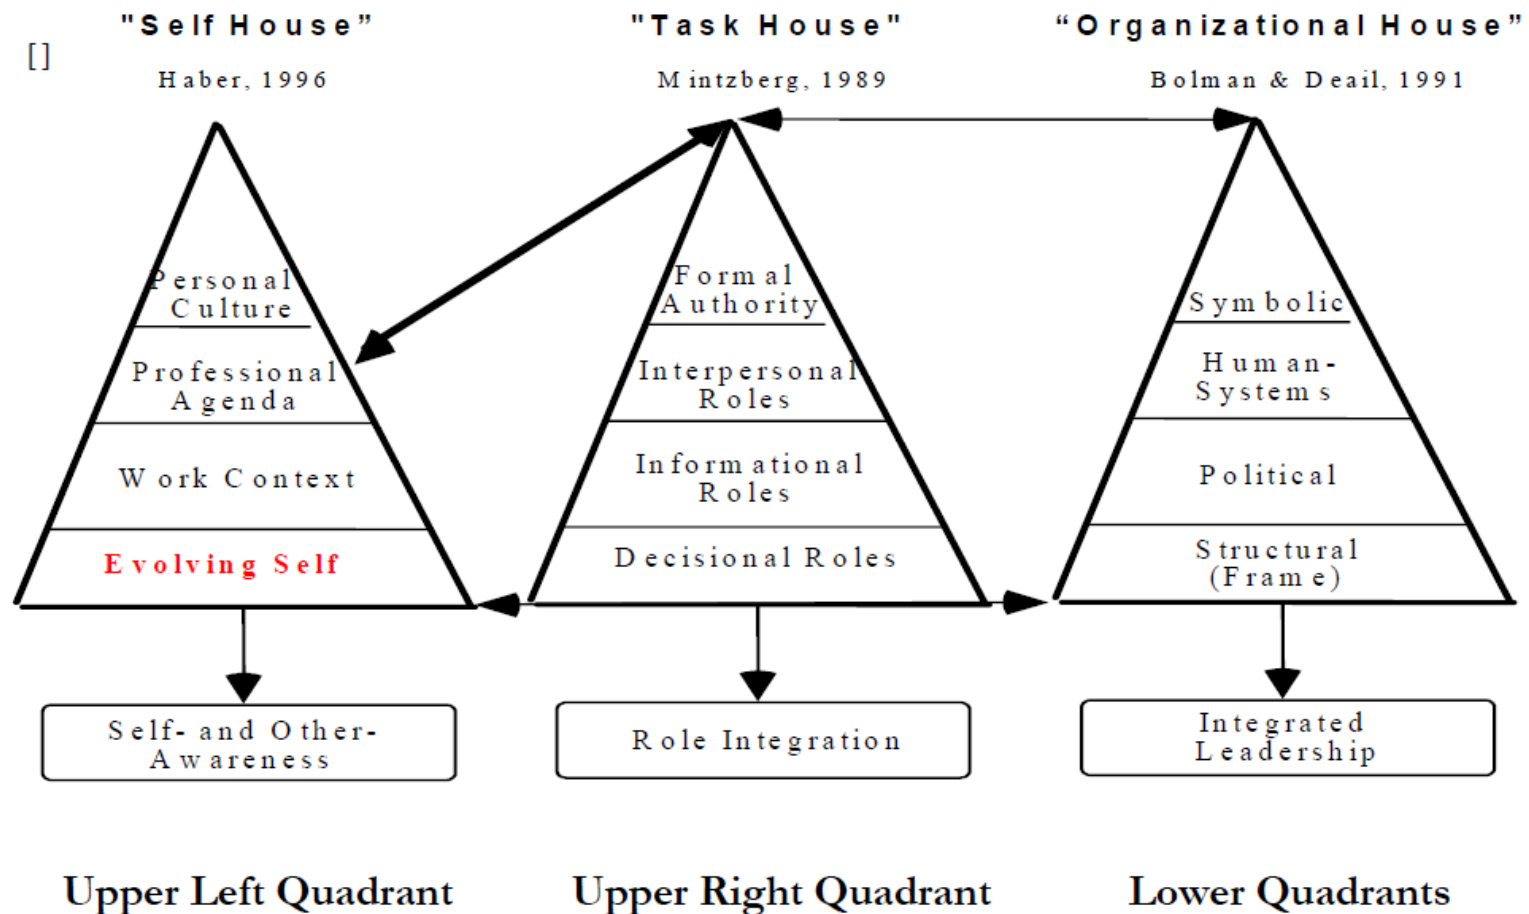 "Self House"
"Task House"
“Organizational House”
[]
Haber, 1996
Mintzberg, 1989
Bolman & Deail, 1991
Personal
Culture
Professional
Agenda
Work Context
Evolving Self
Formal
Authority
Interpersonal
Roles
Informational
Roles
Decisional Roles
Symbolic
Human-
Systems
Political
Structural
(Frame)
Self- and Other-
Awareness
Role Integration
Integrated
Leadership
Upper Left Quadrant
Upper Right Quadrant
Lower Quadrants